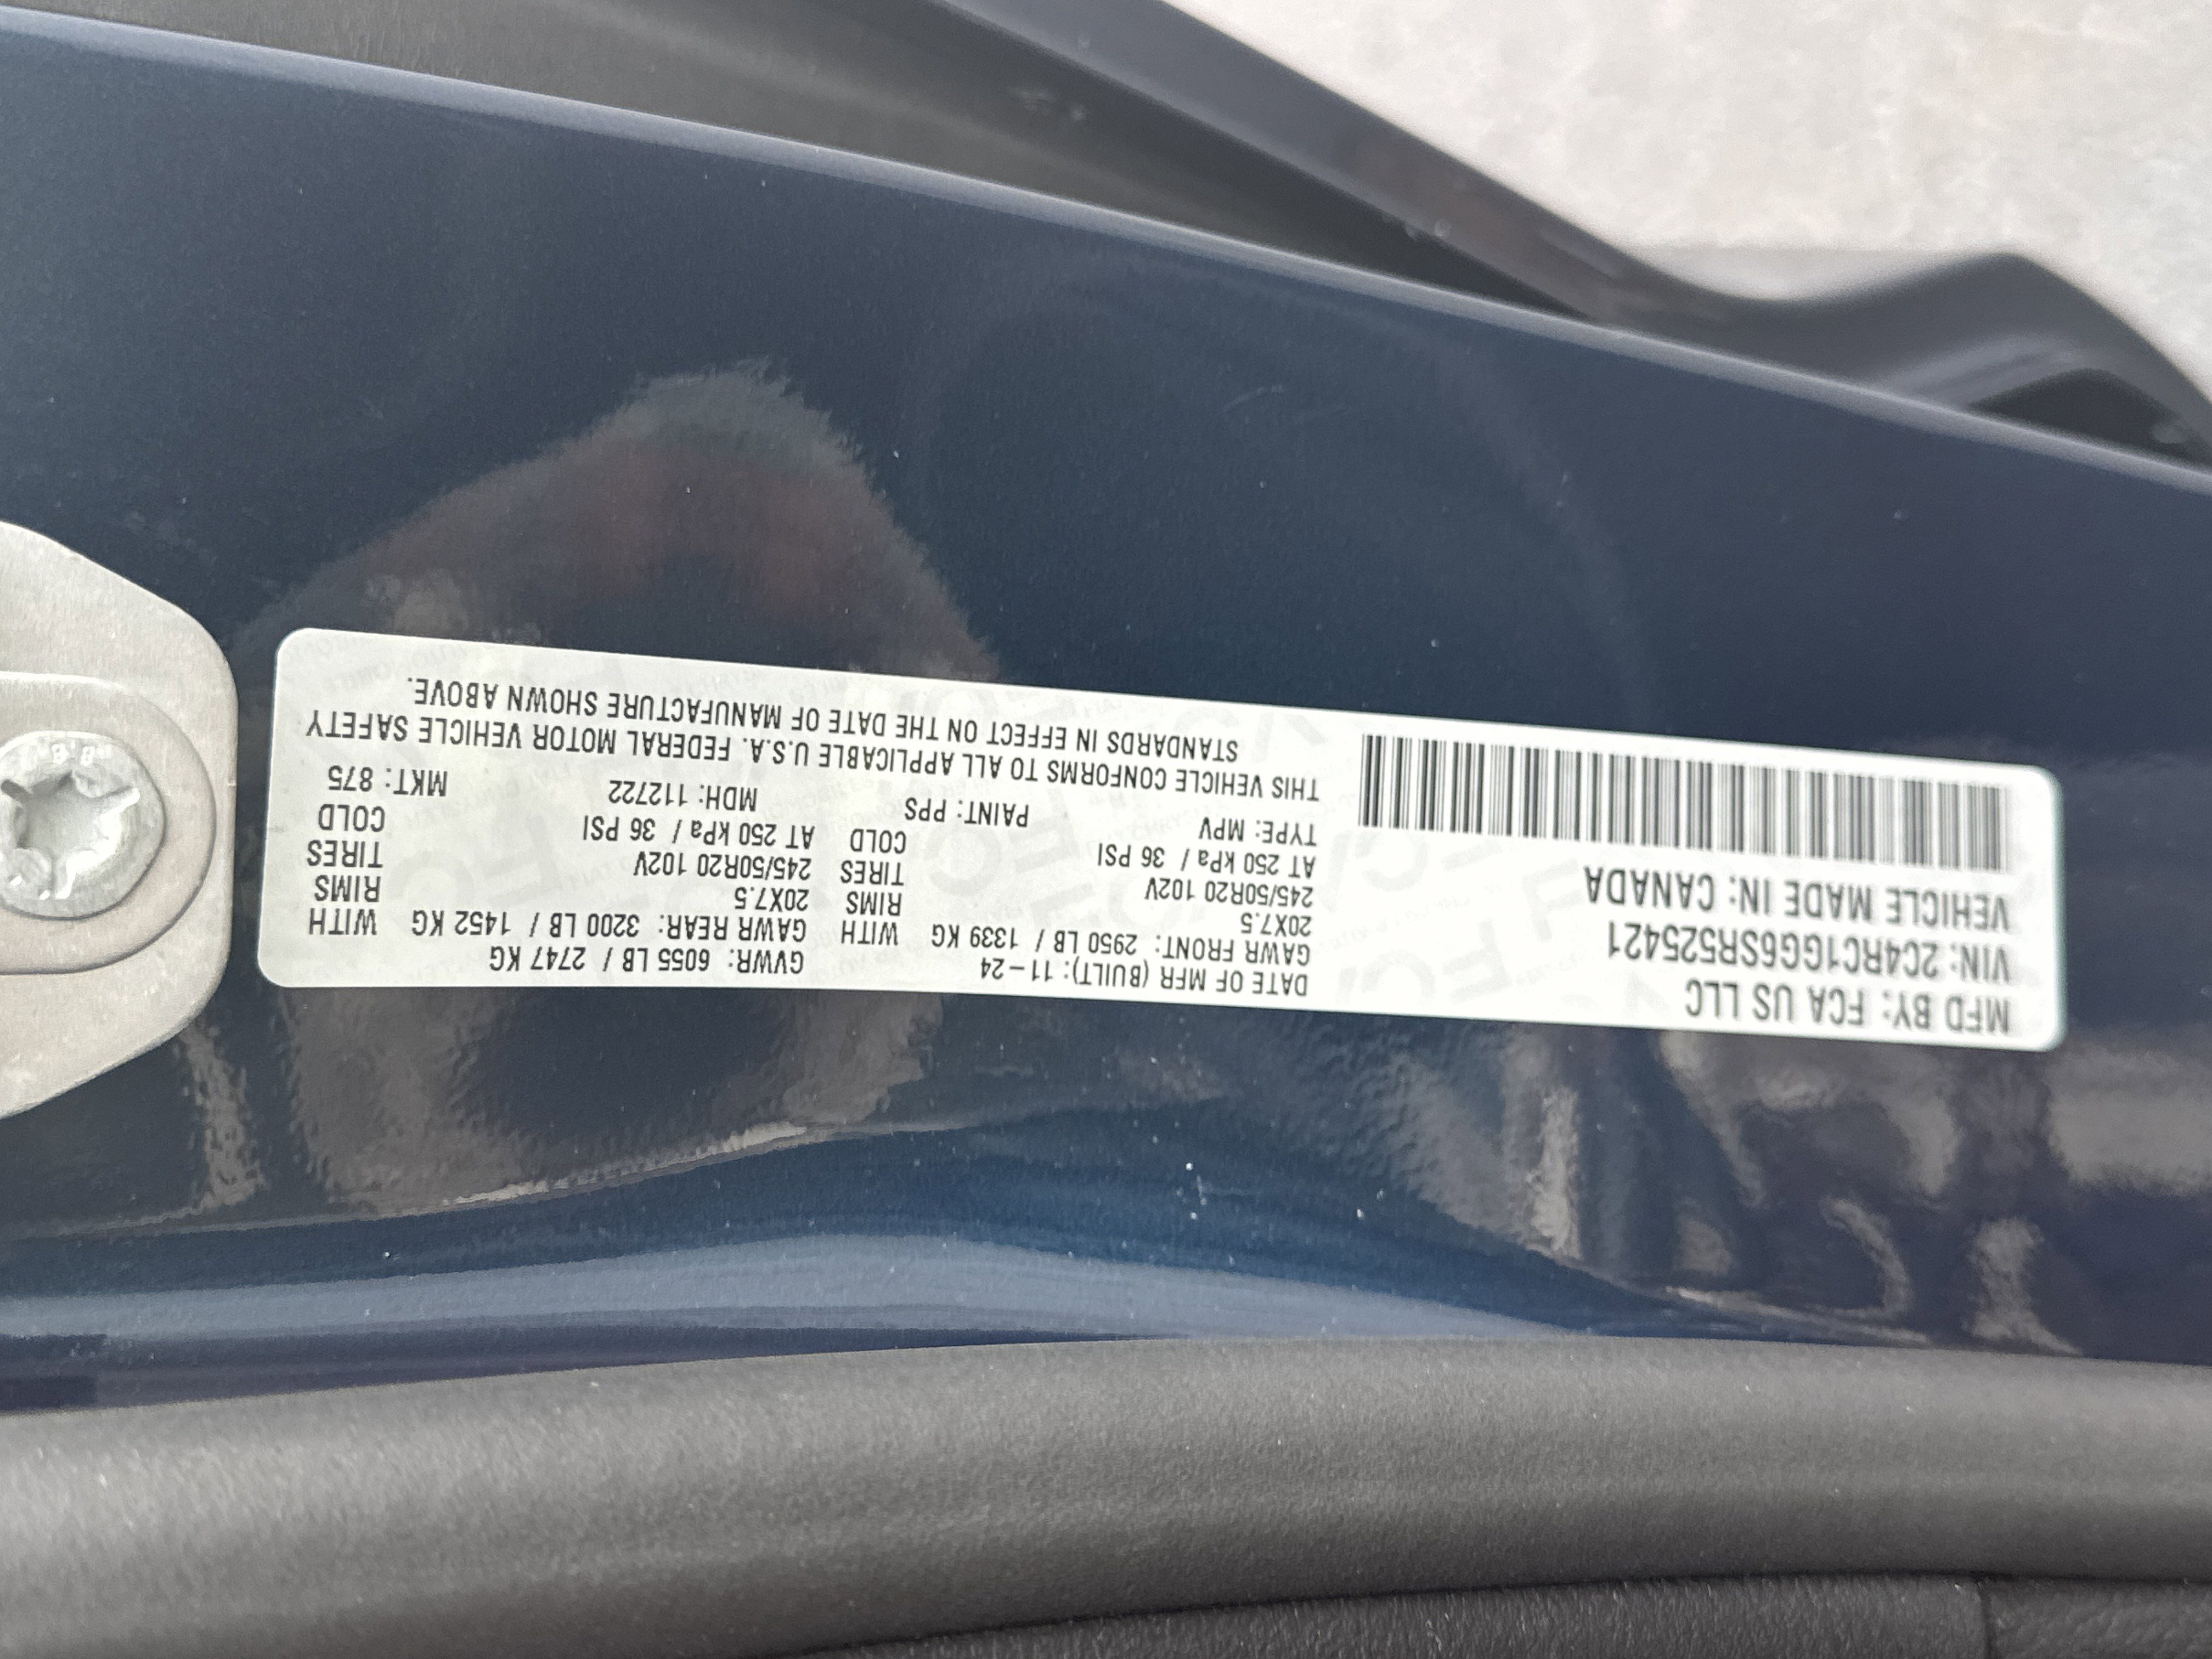 MFD BY: FCA US LLC
VIN: 2C4RC1GG6SR525421
VEHICLE MADE IN: CANADA
DATE OF MFR (BUILT): 11-24
GVWR: 6055 LB / 2747 KG
GAWR FRONT: 2950 LB / 1339 KG WITH
20X7.5 RIMS
245/50R20 102V TIRES
AT 250 kPa / 36 PSI COLD
GAWR REAR: 3200 LB / 1452 KG WITH
20X7.5 RIMS
245/50R20 102V TIRES
AT 250 kPa / 36 PSI COLD
TYPE: MPV PAINT: PPS MDH: 112722 MKT: 875
THIS VEHICLE CONFORMS TO ALL APPLICABLE U.S.A. FEDERAL MOTOR VEHICLE SAFETY
STANDARDS IN EFFECT ON THE DATE OF MANUFACTURE SHOWN ABOVE.